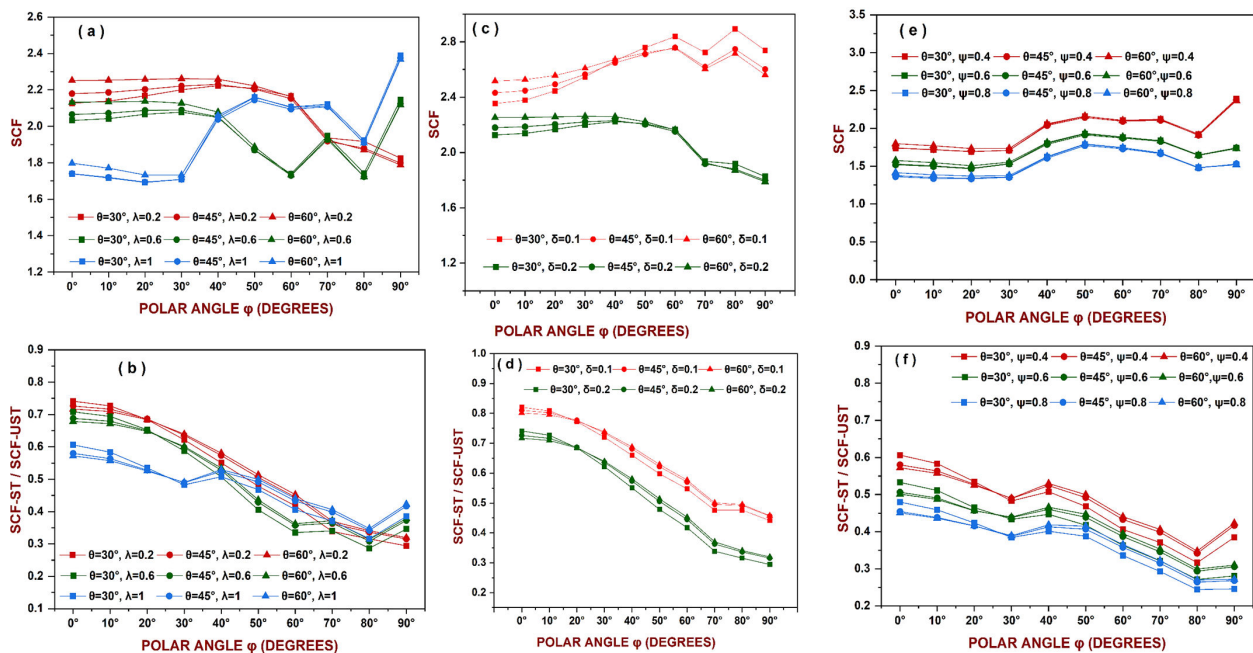 ( a )
SCF
2.6
2.4
2.2
2.0
1.8
1.6
1.4
1.2
θ=30°, λ=0.2 θ=45°, λ=0.2 θ=60°, λ=0.2
θ=30°, λ=0.6 θ=45°, λ=0.6 θ=60°, λ=0.6
θ=30°, λ=1 θ=45°, λ=1 θ=60°, λ=1
0° 10° 20° 30° 40° 50° 60° 70° 80° 90°
POLAR ANGLE φ (DEGREES)
( c )
SCF
2.8
2.4
2.0
1.6
1.2
θ=30°, δ=0.1 θ=45°, δ=0.1 θ=60°, δ=0.1
θ=30°, δ=0.2 θ=45°, δ=0.2 θ=60°, δ=0.2
0° 10° 20° 30° 40° 50° 60° 70° 80° 90°
POLAR ANGLE φ (DEGREES)
( e )
SCF
3.5
3.0
2.5
2.0
1.5
1.0
0.5
0.0
θ=30°, ψ=0.4 θ=45°, ψ=0.4 θ=60°, ψ=0.4
θ=30°, ψ=0.6 θ=45°, ψ=0.6 θ=60°,ψ=0.6
θ=30°, ψ=0.8 θ=45°, ψ=0.8 θ=60°, ψ=0.8
0° 10° 20° 30° 40° 50° 60° 70° 80° 90°
POLAR ANGLE φ (DEGREES)
( b )
SCF-ST / SCF-UST
0.9
0.8
0.7
0.6
0.5
0.4
0.3
0.2
0.1
θ=30°, λ=0.2 θ=45°, λ=0.2 θ=60°, λ=0.2
θ=30°, λ=0.6 θ=45°, λ=0.6 θ=60°, λ=0.6
θ=30°, λ=1 θ=45°, λ=1 θ=60°, λ=1
0° 10° 20° 30° 40° 50° 60° 70° 80° 90°
POLAR ANGLE φ (DEGREES)
( d )
SCF-ST / SCF-UST
1.0
0.9
0.8
0.7
0.6
0.5
0.4
0.3
θ=30°, δ=0.1 θ=45°, δ=0.1 θ=60°, δ=0.1
θ=30°, δ=0.2 θ=45°, δ=0.2 θ=60°, δ=0.2
0° 10° 20° 30° 40° 50° 60° 70° 80° 90°
POLAR ANGLE φ (DEGREES)
( f )
SCF-ST / SCF-UST
0.9
0.8
0.7
0.6
0.5
0.4
0.3
0.2
θ=30°, ψ=0.4 θ=45°, ψ=0.4 θ=60°, ψ=0.4
θ=30°, ψ=0.6 θ=45°, ψ=0.6 θ=60°,ψ=0.6
θ=30°, ψ=0.8 θ=45°, ψ=0.8 θ=60°, ψ=0.8
0° 10° 20° 30° 40° 50° 60° 70° 80° 90°
POLAR ANGLE φ (DEGREES)